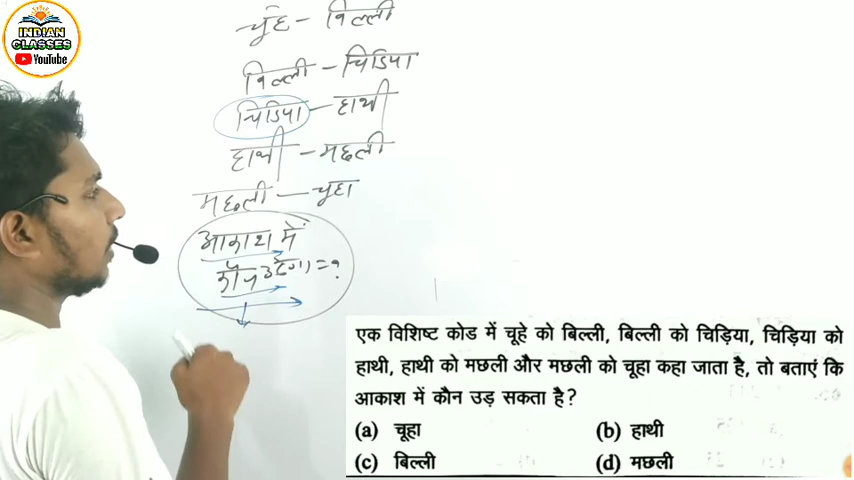 INDIAN
CLASSES
YouTube
चूहा - बिल्ली
बिल्ली - चिडिया
चिडिया - हाथी
हाथी - मछली
मछली - चूहा
आकाश में
कौन उड़ेगा = ?
एक विशिष्ट कोड में चूहे को बिल्ली, बिल्ली को चिड़िया, चिड़िया को
हाथी, हाथी को मछली और मछली को चूहा कहा जाता है, तो बताएं कि
आकाश में कौन उड़ सकता है?
(a) चूहा (b) हाथी
(c) बिल्ली (d) मछली